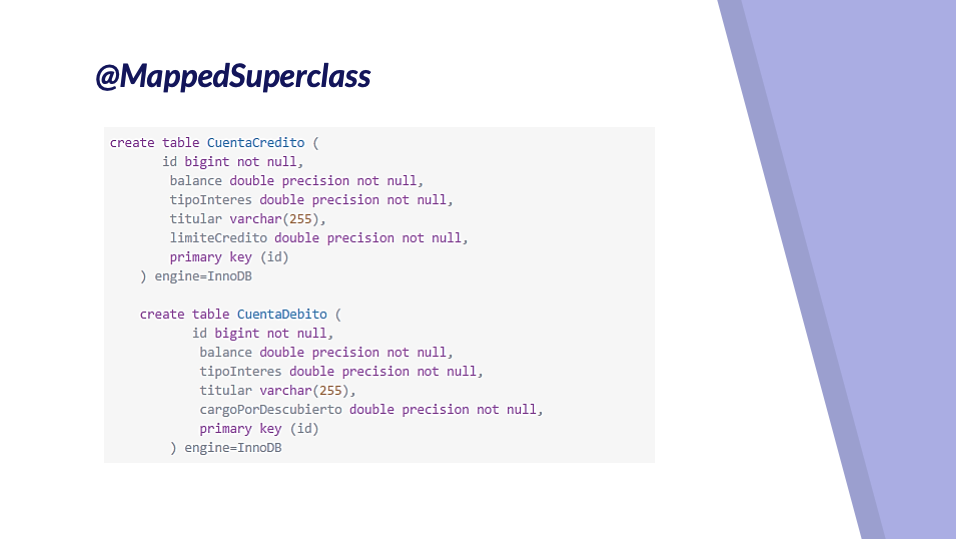 @MappedSuperclass
create table CuentaCredito (
id bigint not null,
balance double precision not null,
tipoInteres double precision not null,
titular varchar(255),
limiteCredito double precision not null,
primary key (id)
) engine=InnoDB
create table CuentaDebito (
id bigint not null,
balance double precision not null,
tipoInteres double precision not null,
titular varchar(255),
cargoPorDescubierto double precision not null,
primary key (id)
) engine=InnoDB